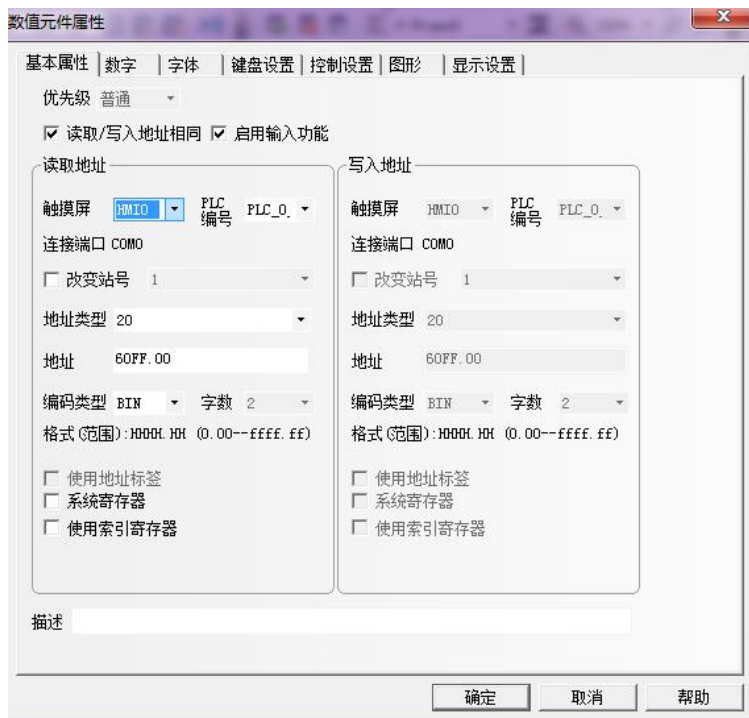 数值元件属性
基本属性 数字 字体 键盘设置 控制设置 图形 显示设置
优先级 普通
读取/写入地址相同 启用输入功能
读取地址
触摸屏 HMI0 PLC编号 PLC_0.
连接端口 COM0
改变站号 1
地址类型 20
地址 60FF.00
编码类型 BIN 字数 2
格式(范围):HHHH.HH (0.00--ffff.ff)
使用地址标签
系统寄存器
使用索引寄存器
写入地址
触摸屏 HMI0 PLC编号 PLC_0.
连接端口 COM0
改变站号 1
地址类型 20
地址 60FF.00
编码类型 BIN 字数 2
格式(范围):HHHH.HH (0.00--ffff.ff)
使用地址标签
系统寄存器
使用索引寄存器
描述
确定 取消 帮助